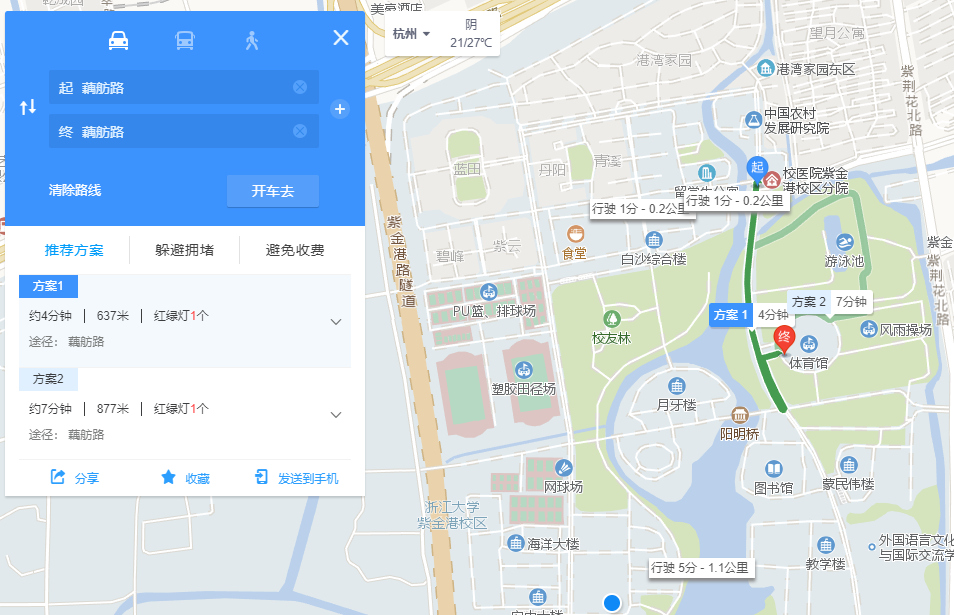 美豪酒店
杭州
阴
21/27℃
起 藕舫路
终 藕舫路
清除路线
开车去
推荐方案
躲避拥堵
避免收费
方案1
约4分钟 | 637米 | 红绿灯1个
途径: 藕舫路
方案2
约7分钟 | 877米 | 红绿灯1个
途径: 藕舫路
分享
收藏
发送到手机
望月公寓
港湾家园
港湾家园东区
紫荆花北路
中国农村
发展研究院
起
校医院紫金
港校区分院
蓝田
丹阳
青溪
留学生公寓
行驶 1分 - 0.2公里
行驶 1分 - 0.2公里
紫金港路隧道
碧峰
紫云
食堂
白沙综合楼
游泳池
紫金
紫荆花北路
PU篮、排球场
校友林
方案 1
4分钟
方案 2
7分钟
风雨操场
终
体育馆
塑胶田径场
月牙楼
阳明桥
网球场
图书馆
蒙民伟楼
浙江大学
紫金港校区
海洋大楼
教学楼
外国语言文化
与国际交流学
行驶 5分 - 1.1公里